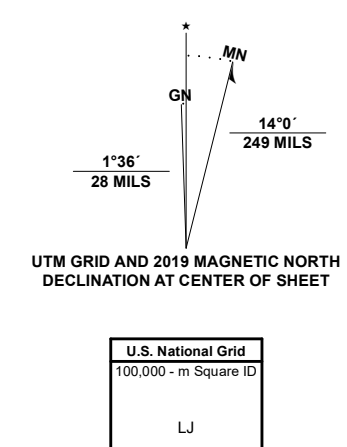 ★
MN
GN
14°0´
249 MILS
1°36´
28 MILS
UTM GRID AND 2019 MAGNETIC NORTH
DECLINATION AT CENTER OF SHEET
U.S. National Grid
100,000 - m Square ID
LJ